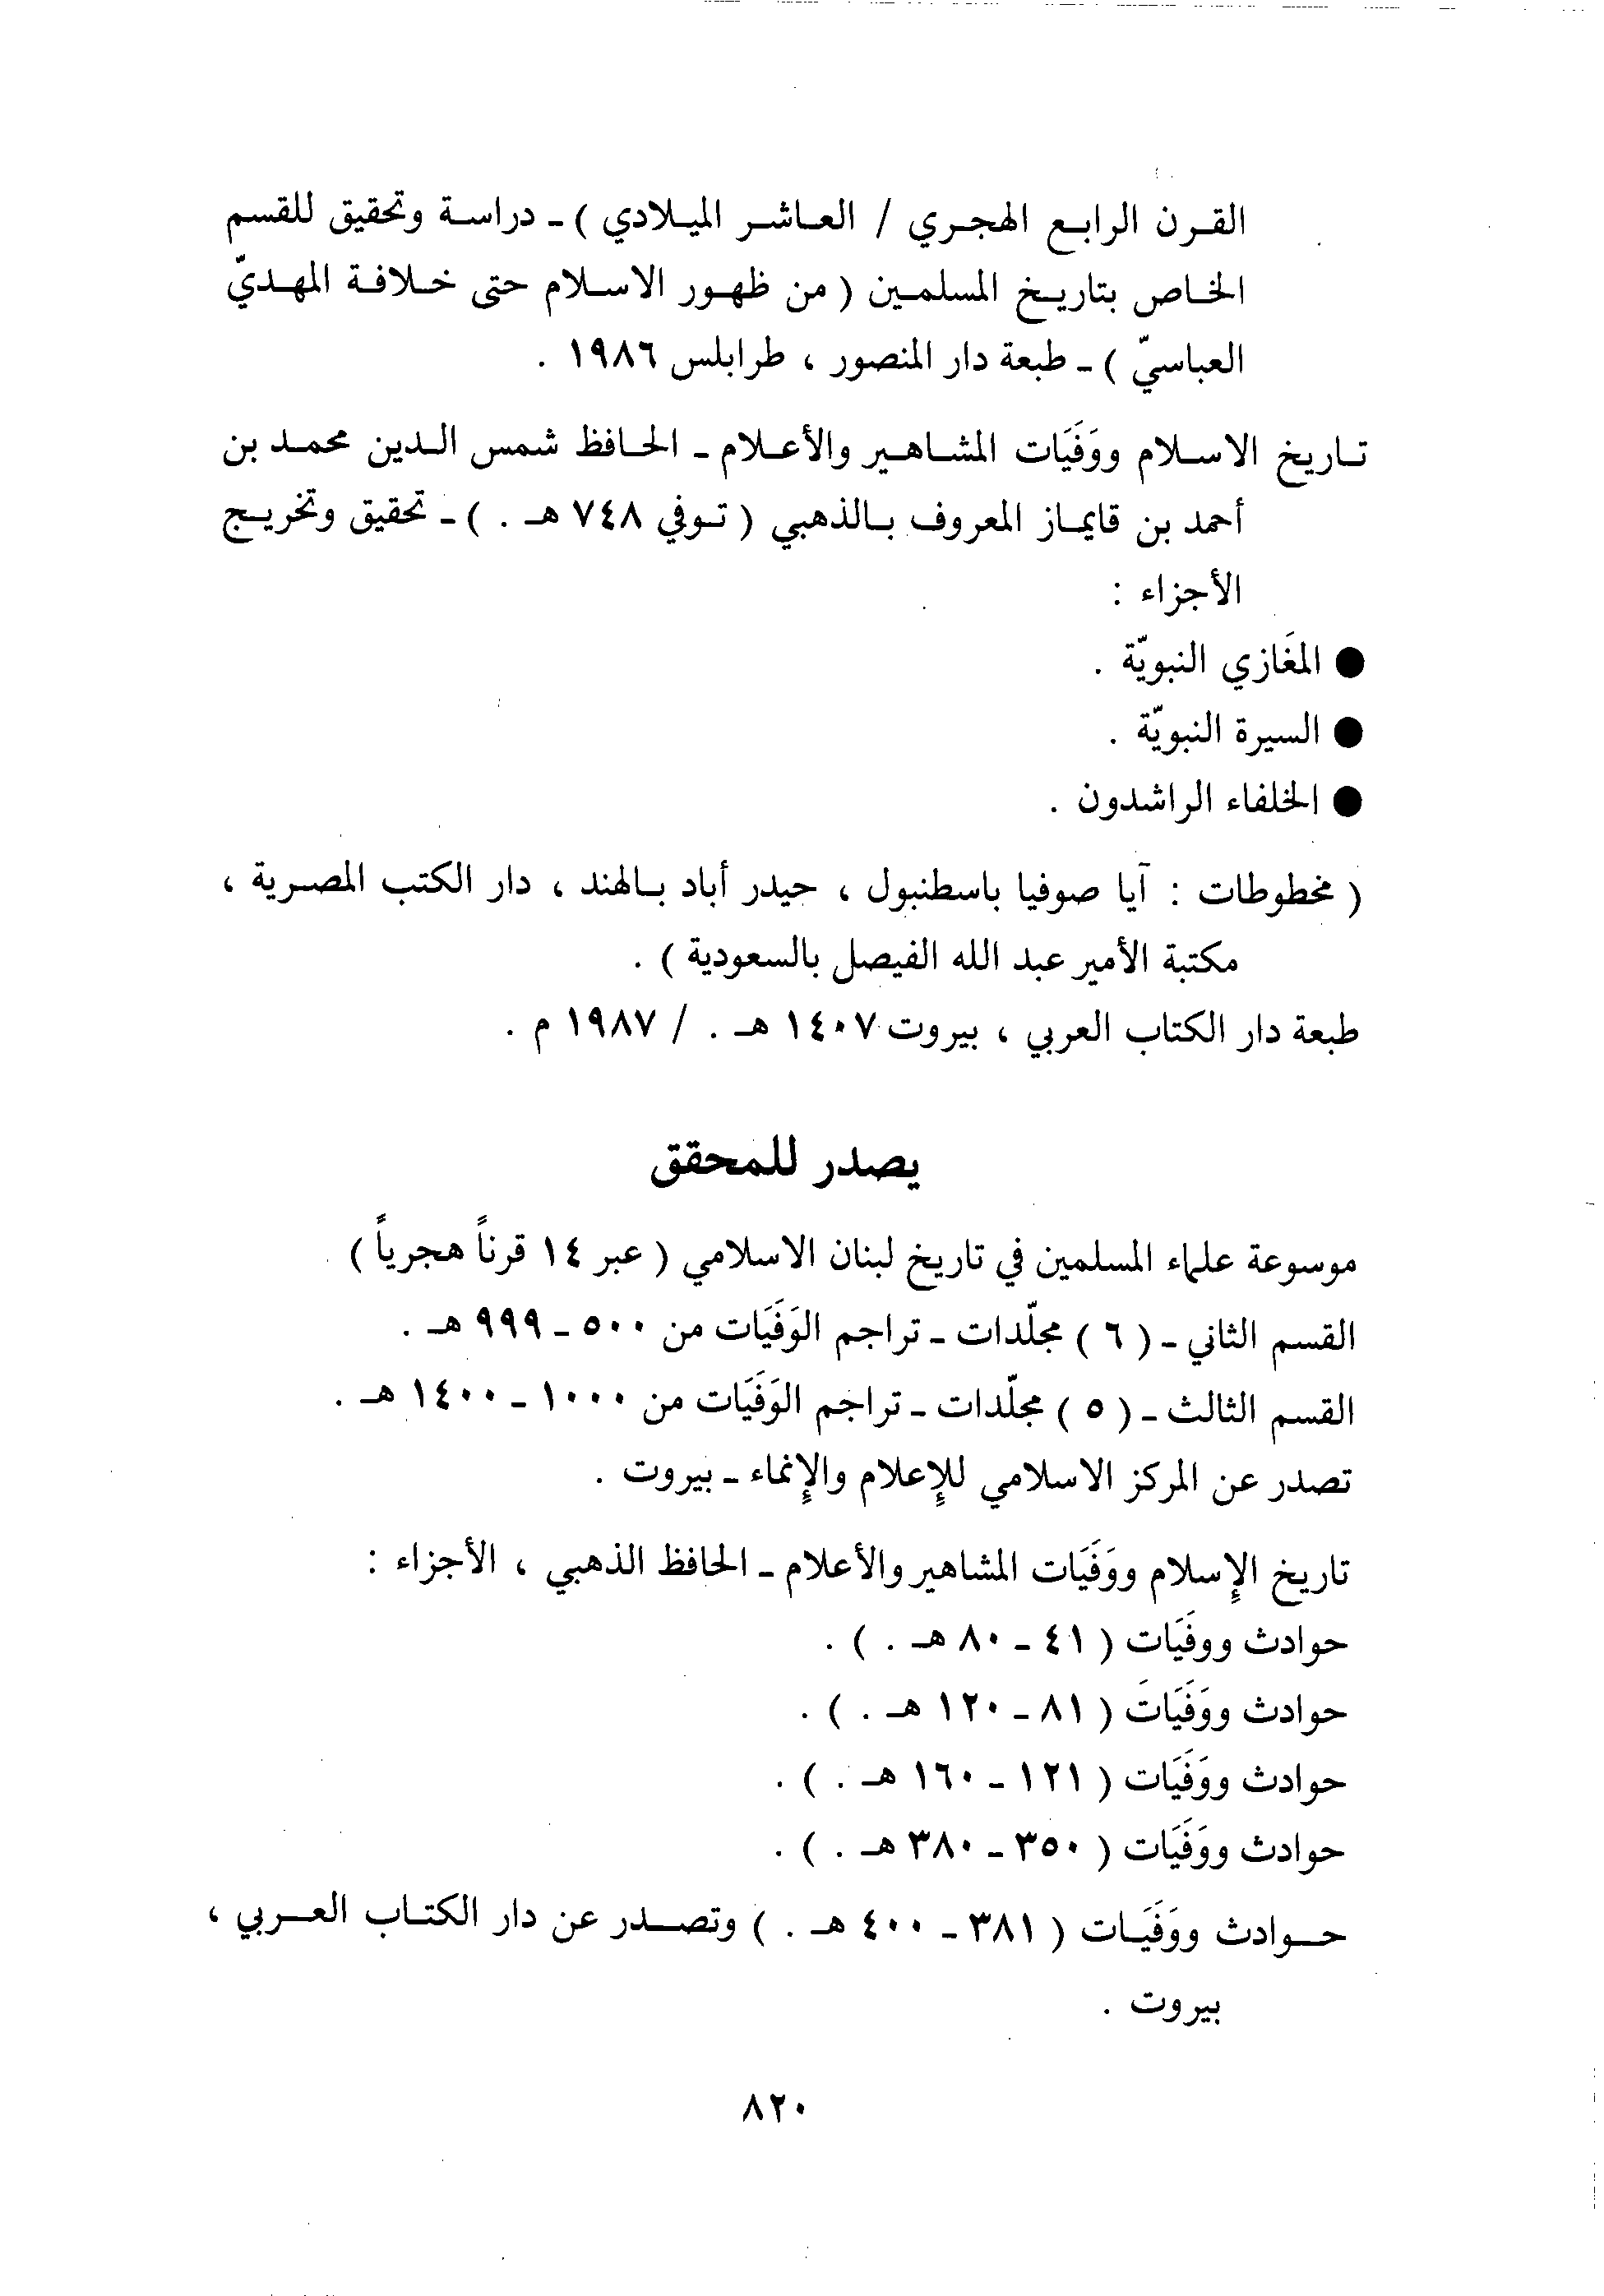 القرن الرابع الهجري / العاشر الميلادي ) ـ دراسة وتحقيق للقسم
الخاص بتاريخ المسلمين ( من ظهور الاسلام حتى خلافة المهديّ
العباسيّ ) ـ طبعة دار المنصور ، طرابلس ١٩٨٦ .
تاريخ الاسلام ووَفَيَات المشاهير والأعلام ـ الحافظ شمس الدين محمد بن
أحمد بن قايماز المعروف بالذهبي ( توفي ٧٤٨ هـ . ) ـ تحقيق وتخريج
الأجزاء :
● المغَازي النبويّة .
● السيرة النبويّة .
● الخلفاء الراشدون .
( مخطوطات : آيا صوفيا باسطنبول ، حيدر أباد بالهند ، دار الكتب المصرية ،
مكتبة الأمير عبد الله الفيصل بالسعودية ) .
طبعة دار الكتاب العربي ، بيروت ١٤٠٧ هـ . / ١٩٨٧ م .
يصدر للمحقق
موسوعة علماء المسلمين في تاريخ لبنان الاسلامي ( عبر ١٤ قرناً هجرياً )
القسم الثاني ـ ( ٦ ) مجلّدات ـ تراجم الوَفَيَات من ٥٠٠ ـ ٩٩٩ هـ .
القسم الثالث ـ ( ٥ ) مجلّدات ـ تراجم الوَفَيَات من ١٠٠٠ ـ ١٤٠٠ هـ .
تصدر عن المركز الاسلامي للإعلام والإنماء ـ بيروت .
تاريخ الإسلام ووَفَيَات المشاهير والأعلام ـ الحافظ الذهبي ، الأجزاء :
حوادث ووفَيَات ( ٤١ ـ ٨٠ هـ . ) .
حوادث ووَفَيَات ( ٨١ ـ ١٢٠ هـ . ) .
حوادث ووَفَيَات ( ١٢١ ـ ١٦٠ هـ . ) .
حوادث ووَفَيَات ( ٣٥٠ ـ ٣٨٠ هـ . ) .
حوادث ووَفَيَات ( ٣٨١ ـ ٤٠٠ هـ . ) وتصدر عن دار الكتاب العربي ،
بيروت .
٨٢٠